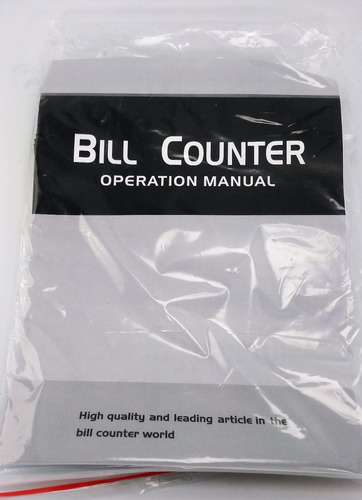 BILL COUNTER
OPERATION MANUAL
High quality and leading article in the
bill counter world